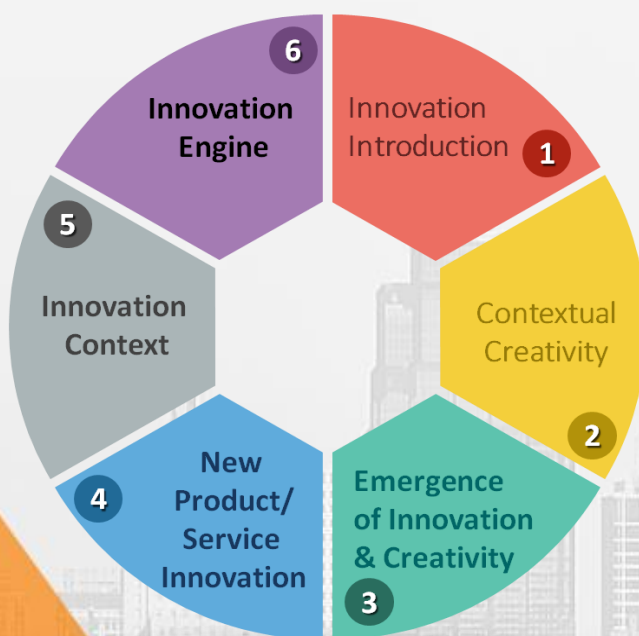 1
Innovation
Introduction
2
Contextual
Creativity
3
Emergence
of Innovation
& Creativity
4
New
Product/
Service
Innovation
5
Innovation
Context
6
Innovation
Engine